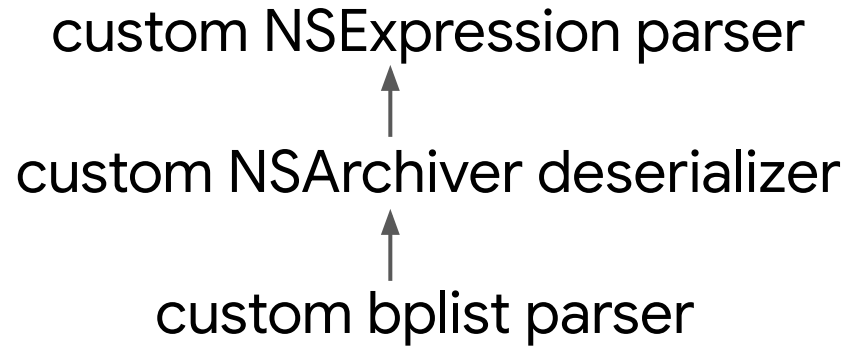 custom NSExpression parser
custom NSArchiver deserializer
custom bplist parser